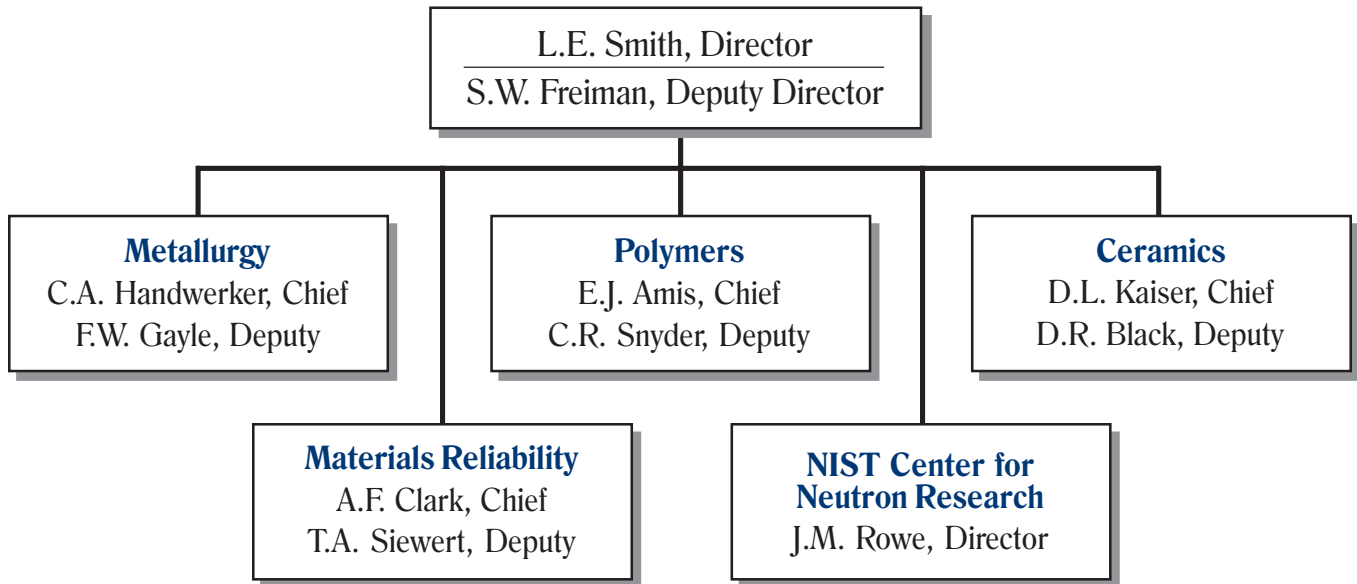 L.E. Smith, Director
S.W. Freiman, Deputy Director
Metallurgy
C.A. Handwerker, Chief
F.W. Gayle, Deputy
Polymers
E.J. Amis, Chief
C.R. Snyder, Deputy
Ceramics
D.L. Kaiser, Chief
D.R. Black, Deputy
Materials Reliability
A.F. Clark, Chief
T.A. Siewert, Deputy
NIST Center for
Neutron Research
J.M. Rowe, Director